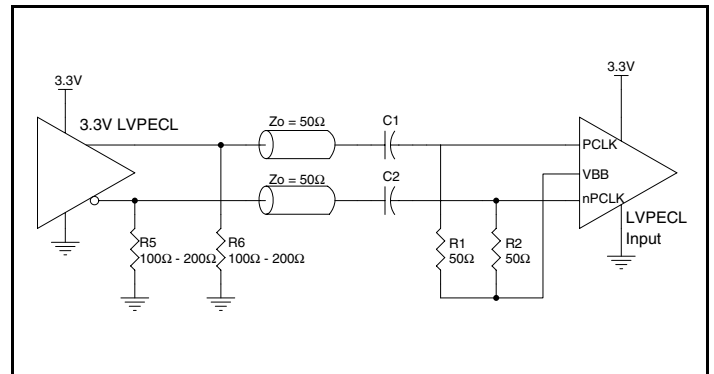 3.3V
3.3V LVPECL
Zo = 50Ω
C1
Zo = 50Ω
C2
R5
100Ω - 200Ω
R6
100Ω - 200Ω
R1
50Ω
R2
50Ω
3.3V
PCLK
VBB
nPCLK
LVPECL
Input